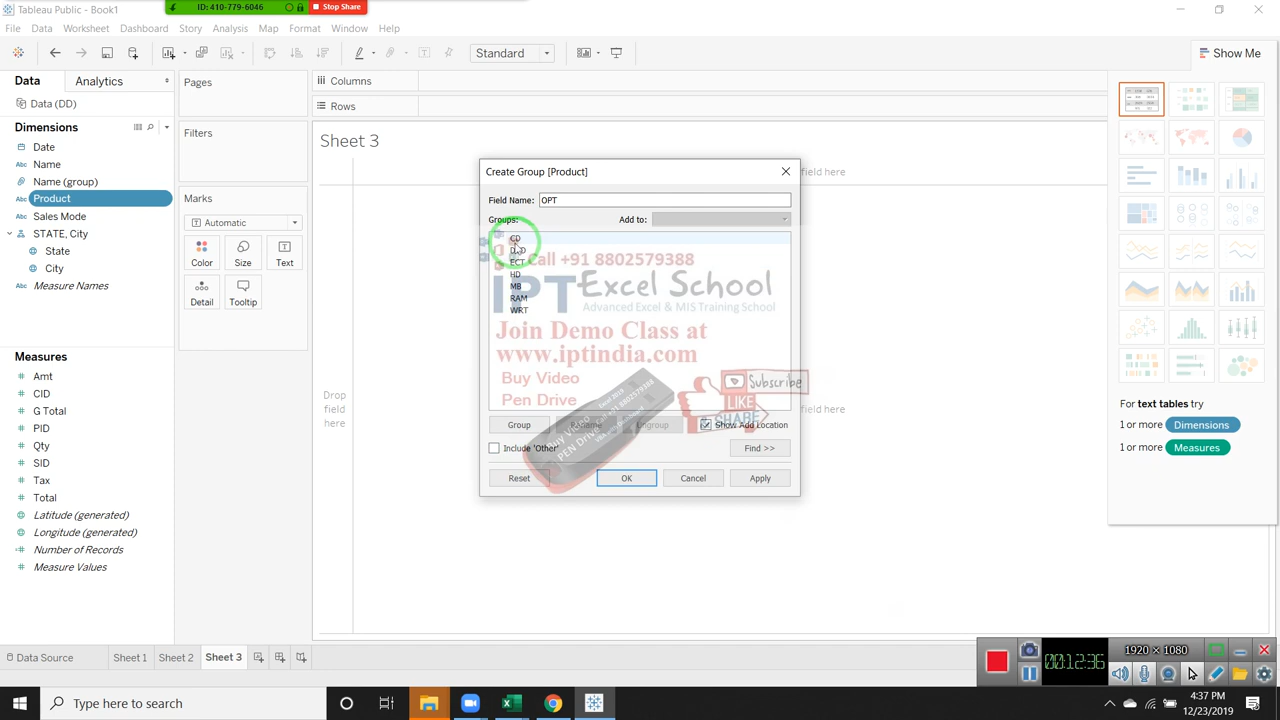 Tableau Public - Book1
ID: 410-779-6046
Stop Share
File Data Worksheet Dashboard Story Analysis Map Format Window Help
Standard
Show Me
Data
Analytics
Pages
Columns
Data (DD)
Rows
Dimensions
Filters
Sheet 3
Date
Name
Name (group)
Product
Sales Mode
STATE, City
State
City
Measure Names
Marks
Automatic
Color
Size
Text
Detail
Tooltip
Create Group [Product]
field here
Field Name: OPT
Groups:
Add to:
CD
DVD
ECT
HD
MB
RAM
WRT
Call +91 8802579388
IPT Excel School
Advanced Excel & MIS Training School
Join Demo Class at
www.iptindia.com
Buy Video
Pen Drive
Subscribe
LIKE
SHARE
Drop
field
here
field here
Group
Rename
Ungroup
Show Add Location
Include 'Other'
Find >>
Reset
OK
Cancel
Apply
Measures
Amt
CID
G Total
PID
Qty
SID
Tax
Total
Latitude (generated)
Longitude (generated)
Number of Records
Measure Values
For text tables try
1 or more Dimensions
1 or more Measures
Data Source
Sheet 1
Sheet 2
Sheet 3
00:12:36
1920 × 1080
Type here to search
4:37 PM
12/23/2019